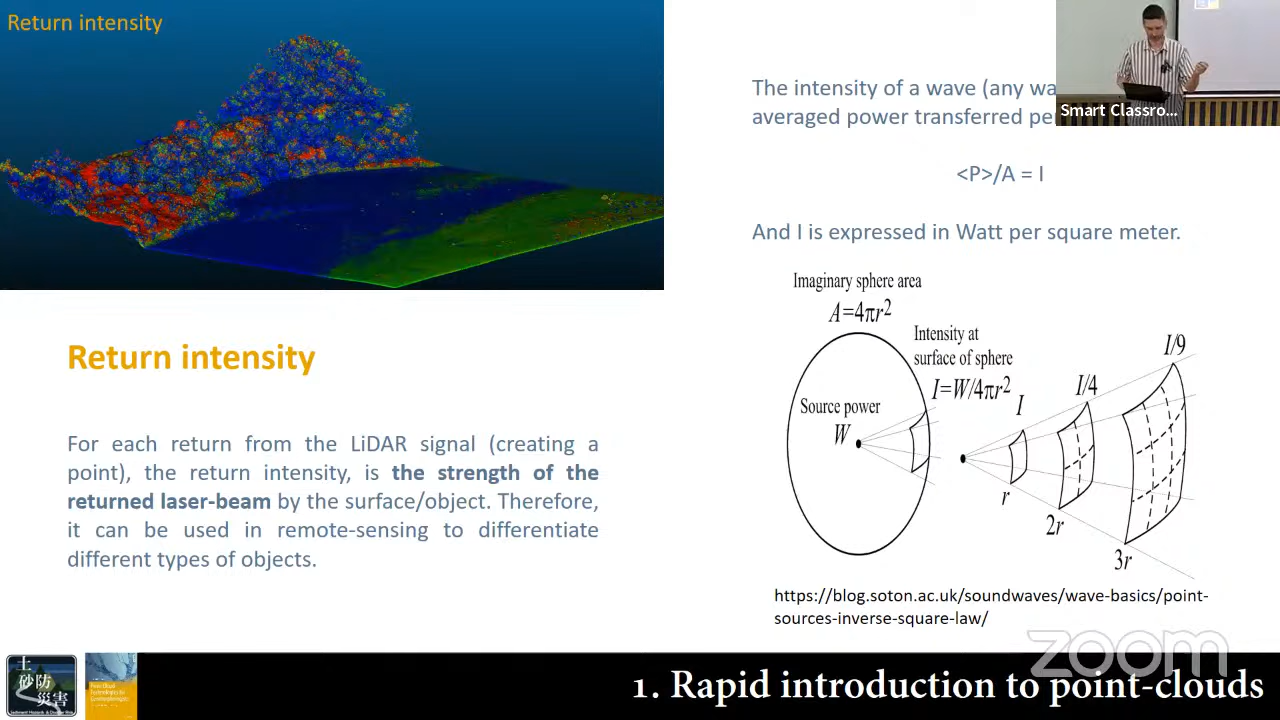 Return intensity
The intensity of a wave (any wa
averaged power transferred pe
Smart Classro...
<P>/A = I
And I is expressed in Watt per square meter.
Imaginary sphere area
A=4πr²
Intensity at
surface of sphere
I=W/4πr²
Source power
W
I
I/4
I/9
r
2r
3r
https://blog.soton.ac.uk/soundwaves/wave-basics/point-
sources-inverse-square-law/
Return intensity
For each return from the LiDAR signal (creating a
point), the return intensity, is the strength of the
returned laser-beam by the surface/object. Therefore,
it can be used in remote-sensing to differentiate
different types of objects.
zoom
土
砂防
災害
1. Rapid introduction to point-clouds